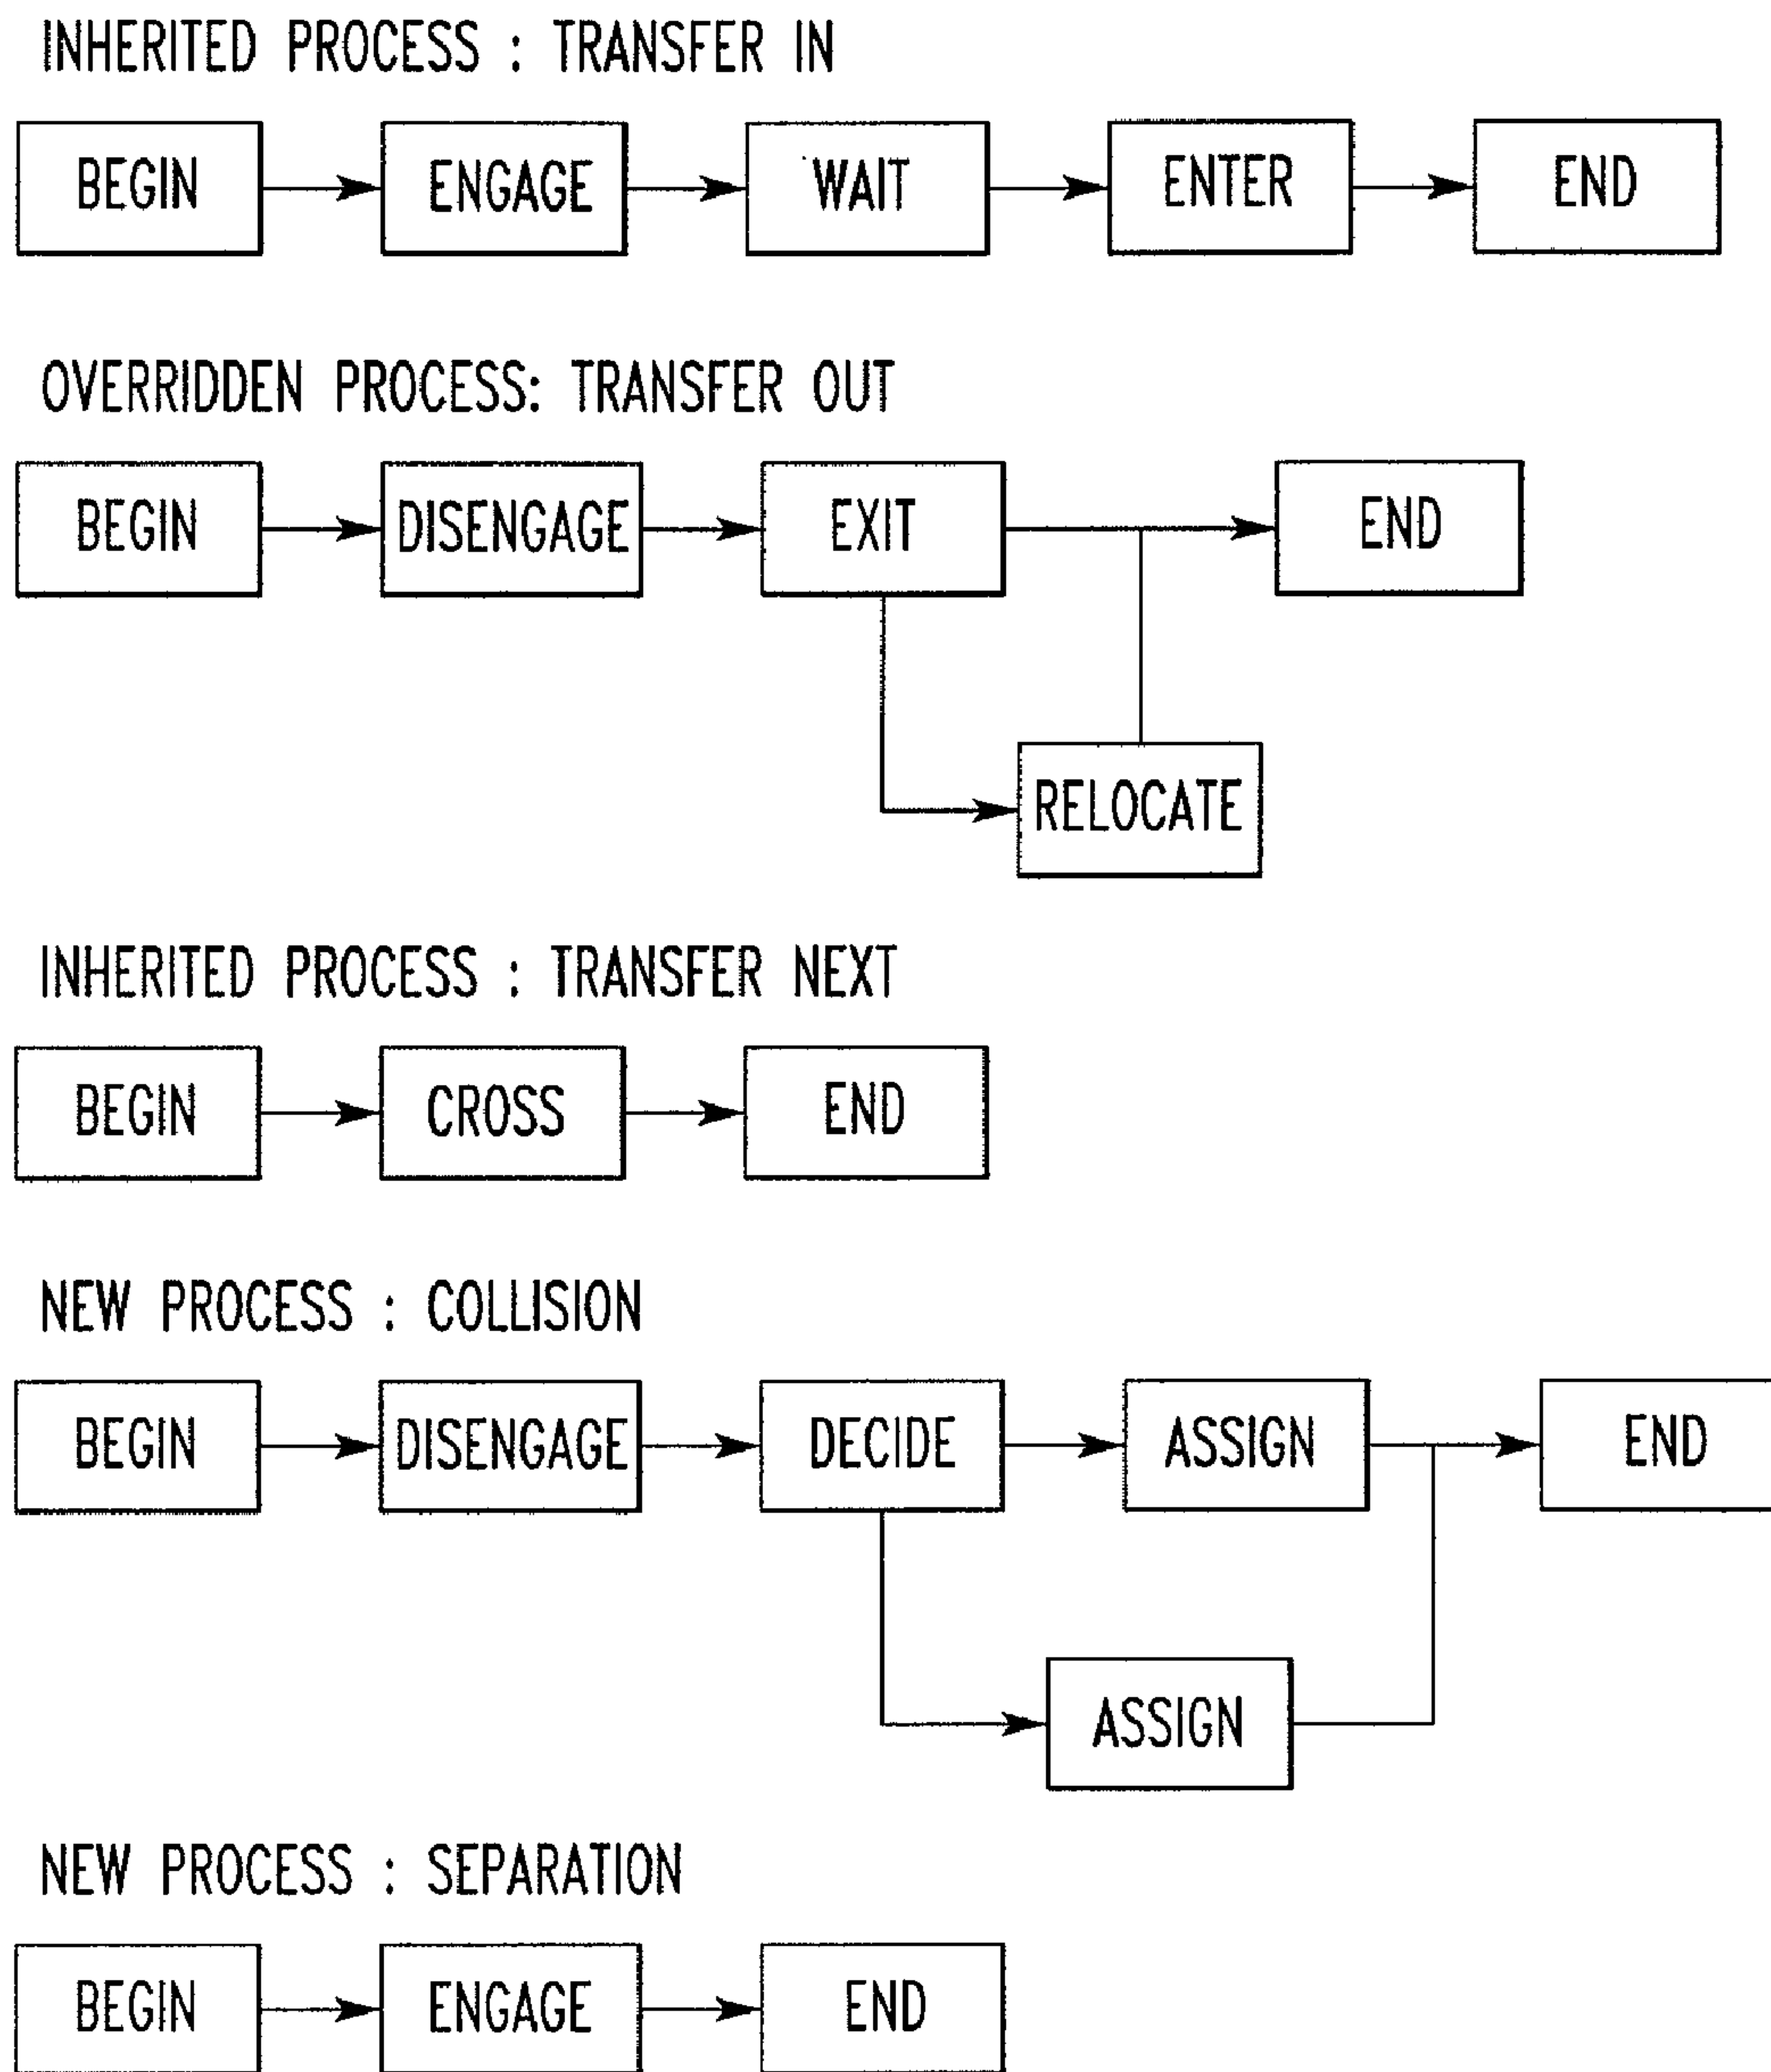 INHERITED PROCESS : TRANSFER IN
BEGIN ENGAGE WAIT ENTER END
OVERRIDDEN PROCESS: TRANSFER OUT
BEGIN DISENGAGE EXIT END
RELOCATE
INHERITED PROCESS : TRANSFER NEXT
BEGIN CROSS END
NEW PROCESS : COLLISION
BEGIN DISENGAGE DECIDE ASSIGN END
ASSIGN
NEW PROCESS : SEPARATION
BEGIN ENGAGE END